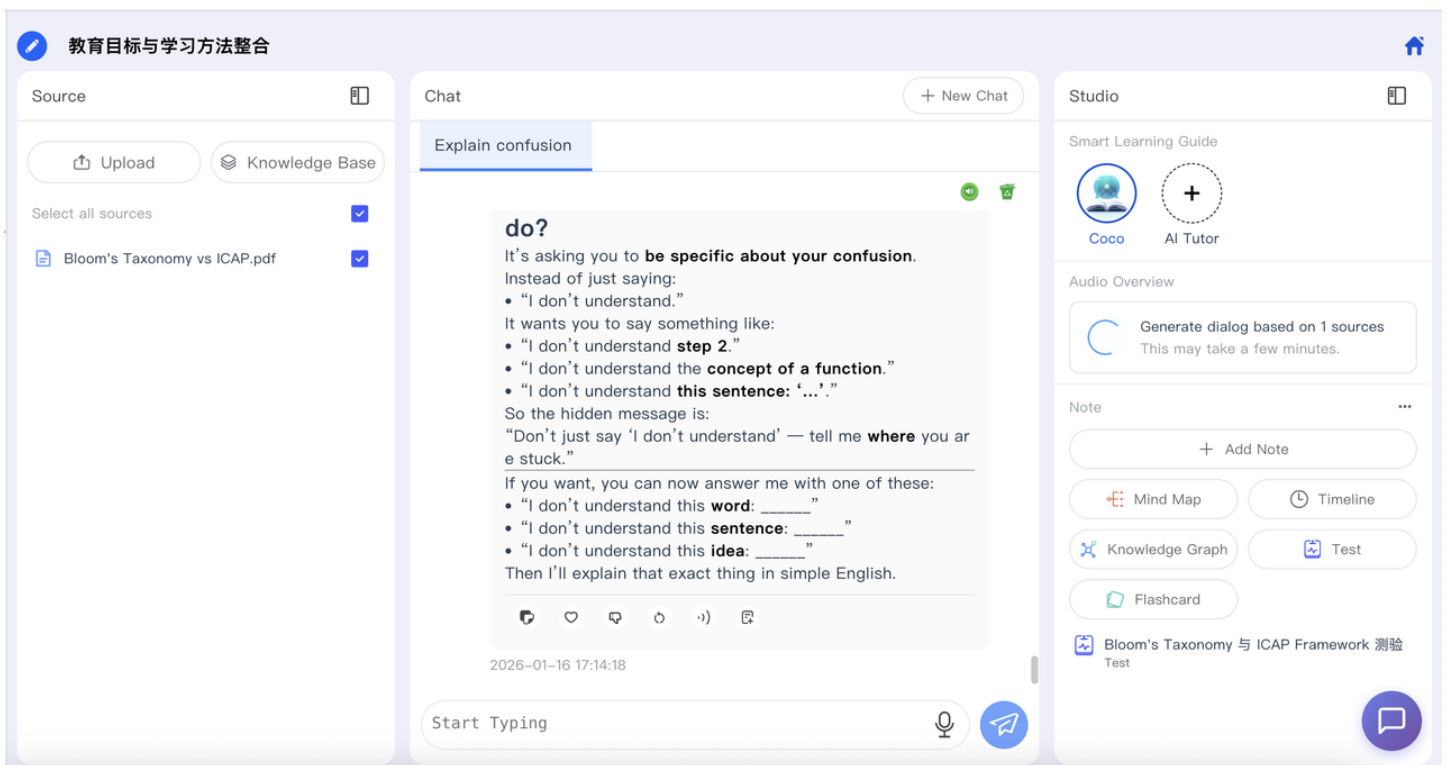 教育目标与学习方法整合
Source
Upload
Knowledge Base
Select all sources
Bloom's Taxonomy vs ICAP.pdf
Chat
+ New Chat
Explain confusion
do?
It's asking you to be specific about your confusion.
Instead of just saying:
• “I don't understand.”
It wants you to say something like:
• “I don't understand step 2.”
• “I don't understand the concept of a function.”
• “I don't understand this sentence: ‘...’.”
So the hidden message is:
“Don't just say ‘I don't understand’ — tell me where you ar
e stuck.”
If you want, you can now answer me with one of these:
• “I don't understand this word: ______”
• “I don't understand this sentence: ______”
• “I don't understand this idea: ______”
Then I'll explain that exact thing in simple English.
2026-01-16 17:14:18
Start Typing
Studio
Smart Learning Guide
Coco
AI Tutor
Audio Overview
Generate dialog based on 1 sources
This may take a few minutes.
Note
+ Add Note
Mind Map
Timeline
Knowledge Graph
Test
Flashcard
Bloom's Taxonomy 与 ICAP Framework 测验
Test